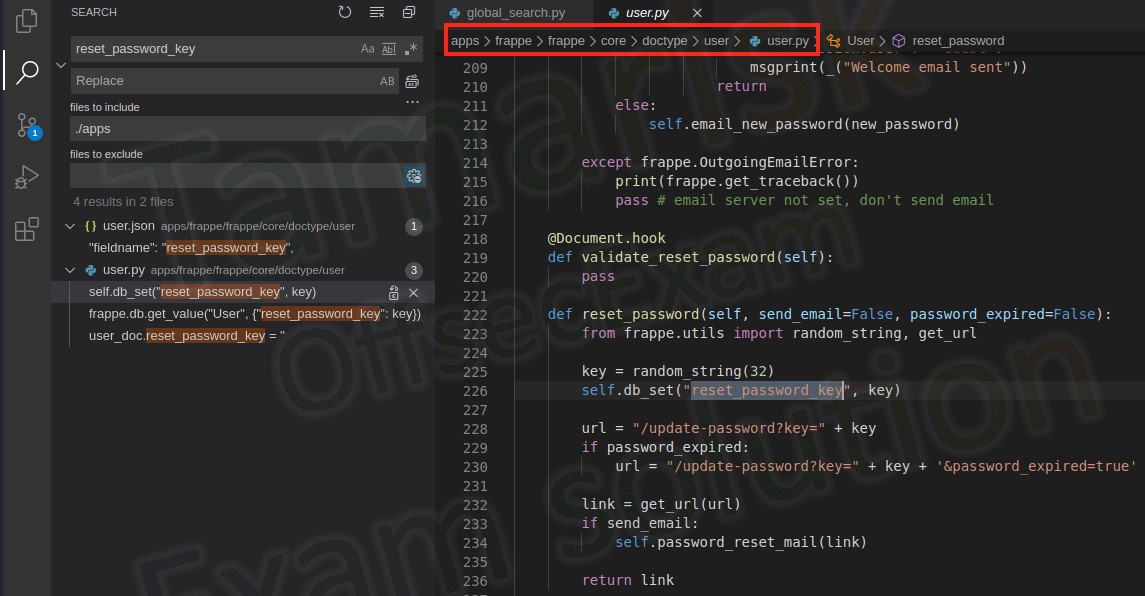 SEARCH
reset_password_key
Aa
Ab
Replace
AB
files to include
./apps
files to exclude
4 results in 2 files
{} user.json apps/frappe/frappe/core/doctype/user 1
"fieldname": "reset_password_key",
user.py apps/frappe/frappe/core/doctype/user 3
self.db_set("reset_password_key", key)
frappe.db.get_value("User", {"reset_password_key": key})
user_doc.reset_password_key = "
1
global_search.py
user.py
apps > frappe > frappe > core > doctype > user > user.py > User > reset_password
209 msgprint(_("Welcome email sent"))
210 return
211 else:
212 self.email_new_password(new_password)
213
214 except frappe.OutgoingEmailError:
215 print(frappe.get_traceback())
216 pass # email server not set, don't send email
217
218 @Document.hook
219 def validate_reset_password(self):
220 pass
221
222 def reset_password(self, send_email=False, password_expired=False):
223 from frappe.utils import random_string, get_url
224
225 key = random_string(32)
226 self.db_set("reset_password_key", key)
227
228 url = "/update-password?key=" + key
229 if password_expired:
230 url = "/update-password?key=" + key + '&password_expired=true'
231
232 link = get_url(url)
233 if send_email:
234 self.password_reset_mail(link)
235
236 return link
Tamarisk
OffsecExam
Exam solution